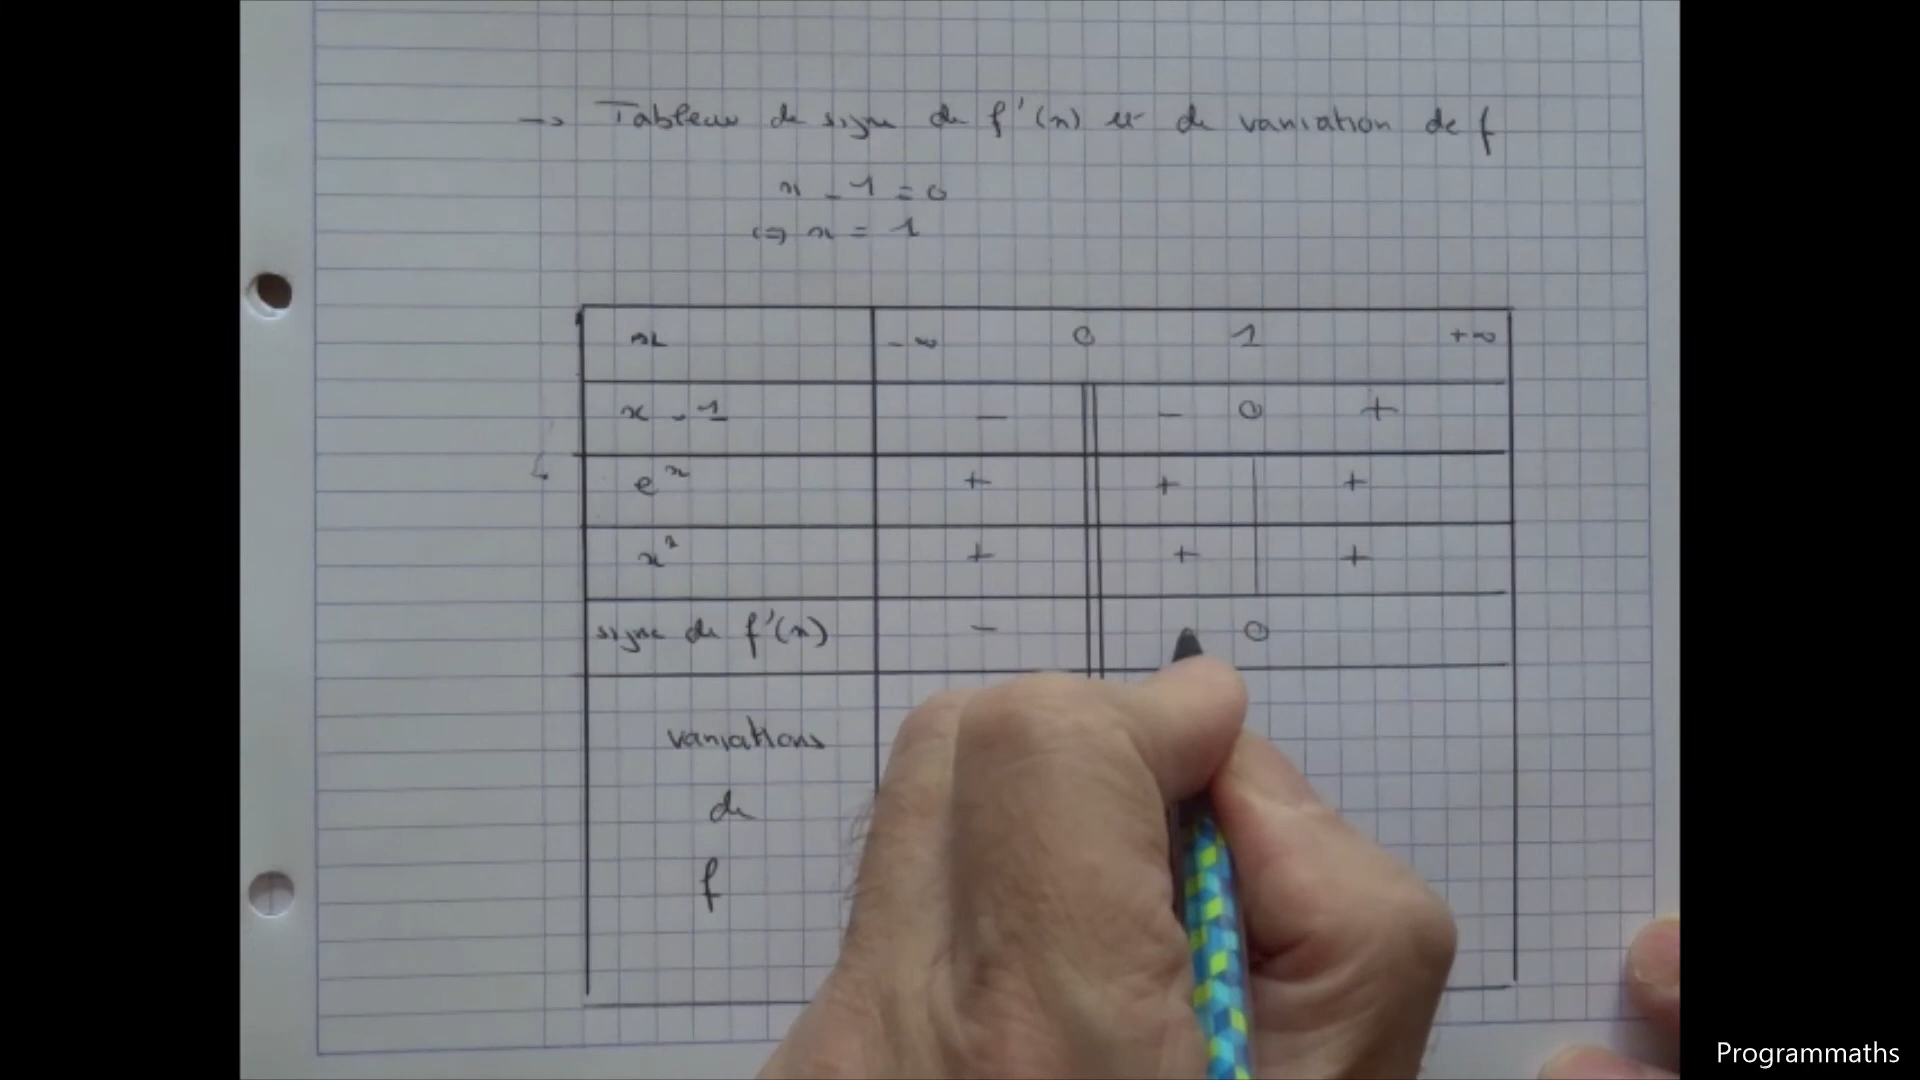 → Tableau de signe de f'(x) et de variation de f
x - 1 = 0
⇔ x = 1
x -∞ 0 1 +∞
x - 1 - - 0 +
eˣ + + +
x² + + +
signe de f'(x) - 0
variations
de
f
Programmaths